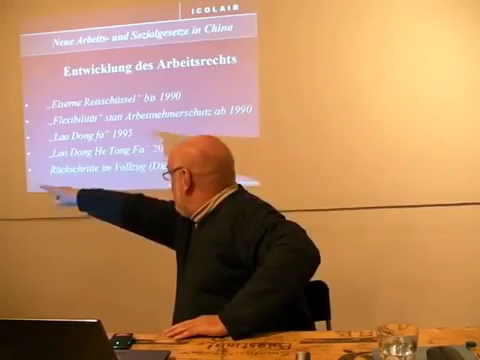 ICOLAIR
Neue Arbeits- und Sozialgesetze in China
Entwicklung des Arbeitsrechts
„Eiserne Reisschüssel" bis 1990
„Flexibilität" statt Arbeitnehmerschutz ab 1990
„Lao Dong fa" 1995
„Lao Dong He Tong Fa" 20
Rückschritte im Vollzug